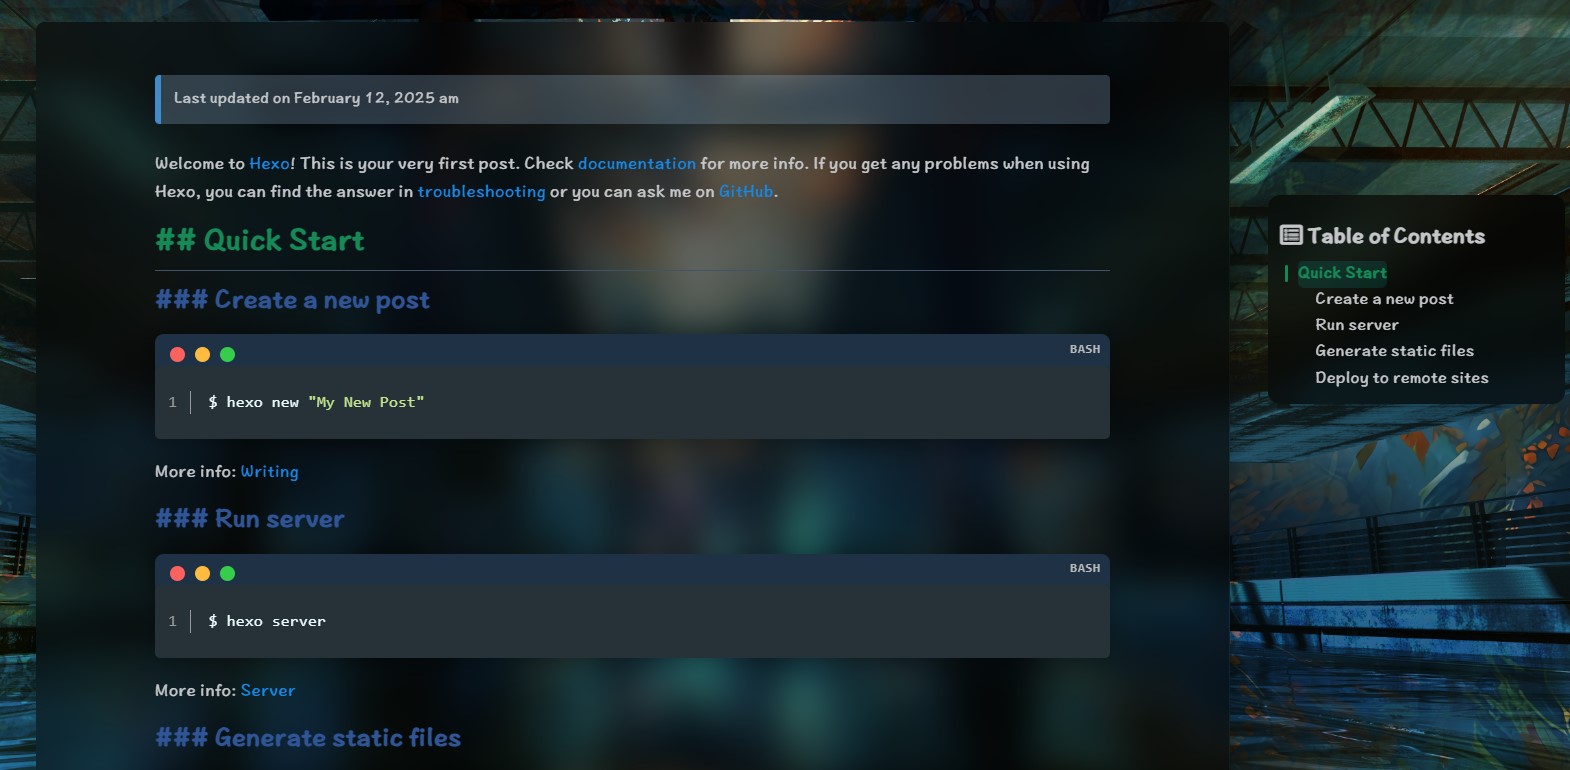 Last updated on February 12, 2025 am
Welcome to Hexo! This is your very first post. Check documentation for more info. If you get any problems when using
Hexo, you can find the answer in troubleshooting or you can ask me on GitHub.
## Quick Start
### Create a new post
BASH
1 $ hexo new "My New Post"
More info: Writing
### Run server
BASH
1 $ hexo server
More info: Server
### Generate static files
Table of Contents
Quick Start
Create a new post
Run server
Generate static files
Deploy to remote sites